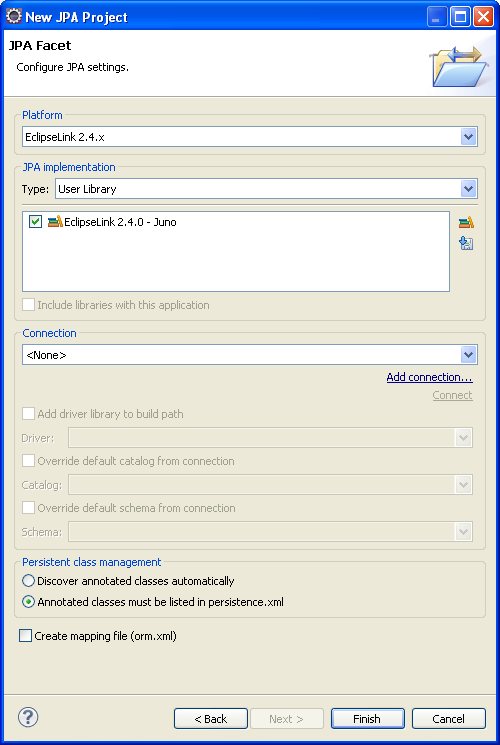 New JPA Project
JPA Facet
Configure JPA settings.
Platform
EclipseLink 2.4.x
JPA implementation
Type: User Library
EclipseLink 2.4.0 - Juno
Include libraries with this application
Connection
<None>
Add connection...
Connect
Add driver library to build path
Driver:
Override default catalog from connection
Catalog:
Override default schema from connection
Schema:
Persistent class management
Discover annotated classes automatically
Annotated classes must be listed in persistence.xml
Create mapping file (orm.xml)
? < Back Next > Finish Cancel